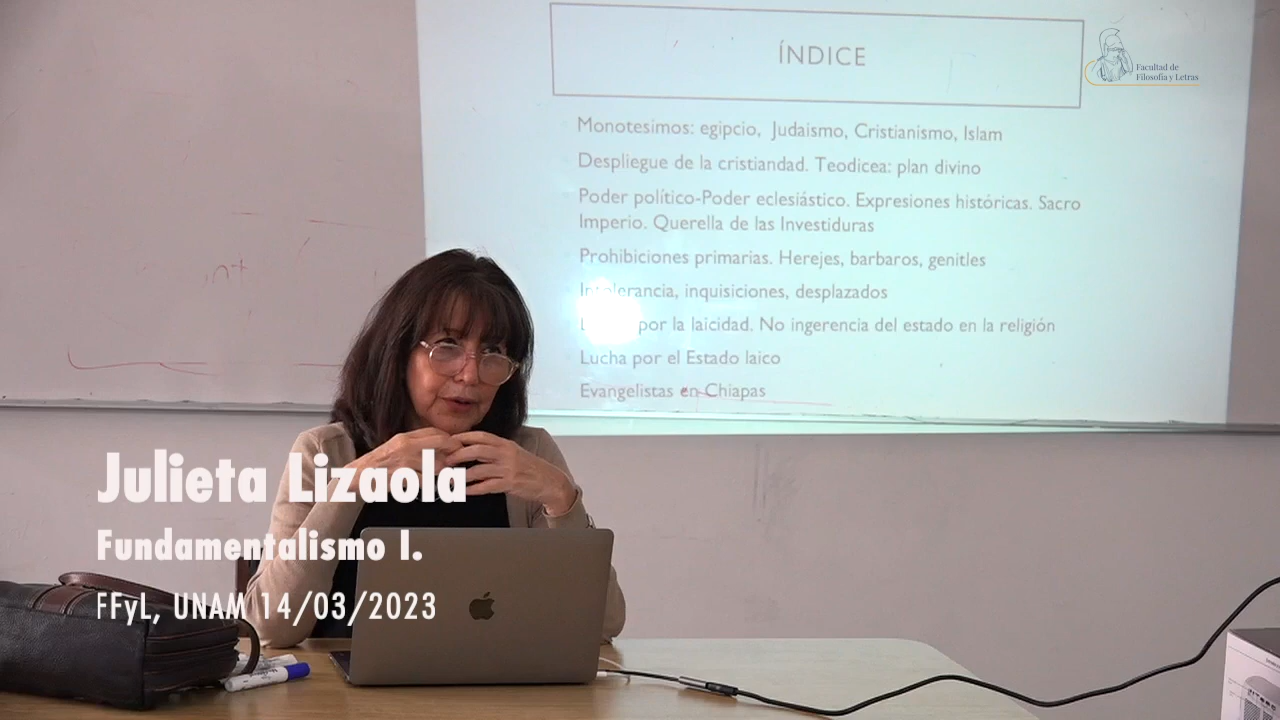 ÍNDICE
Facultad de
Filosofía y Letras
Monotesimos: egipcio, Judaismo, Cristianismo, Islam
Despliegue de la cristiandad. Teodicea: plan divino
Poder político-Poder eclesiástico. Expresiones históricas. Sacro
Imperio. Querella de las Investiduras
Prohibiciones primarias. Herejes, barbaros, genitles
Intolerancia, inquisiciones, desplazados
por la laicidad. No ingerencia del estado en la religión
Lucha por el Estado laico
Evangelistas en Chiapas
Julieta Lizaola
Fundamentalismo I.
FFyL, UNAM 14/03/2023